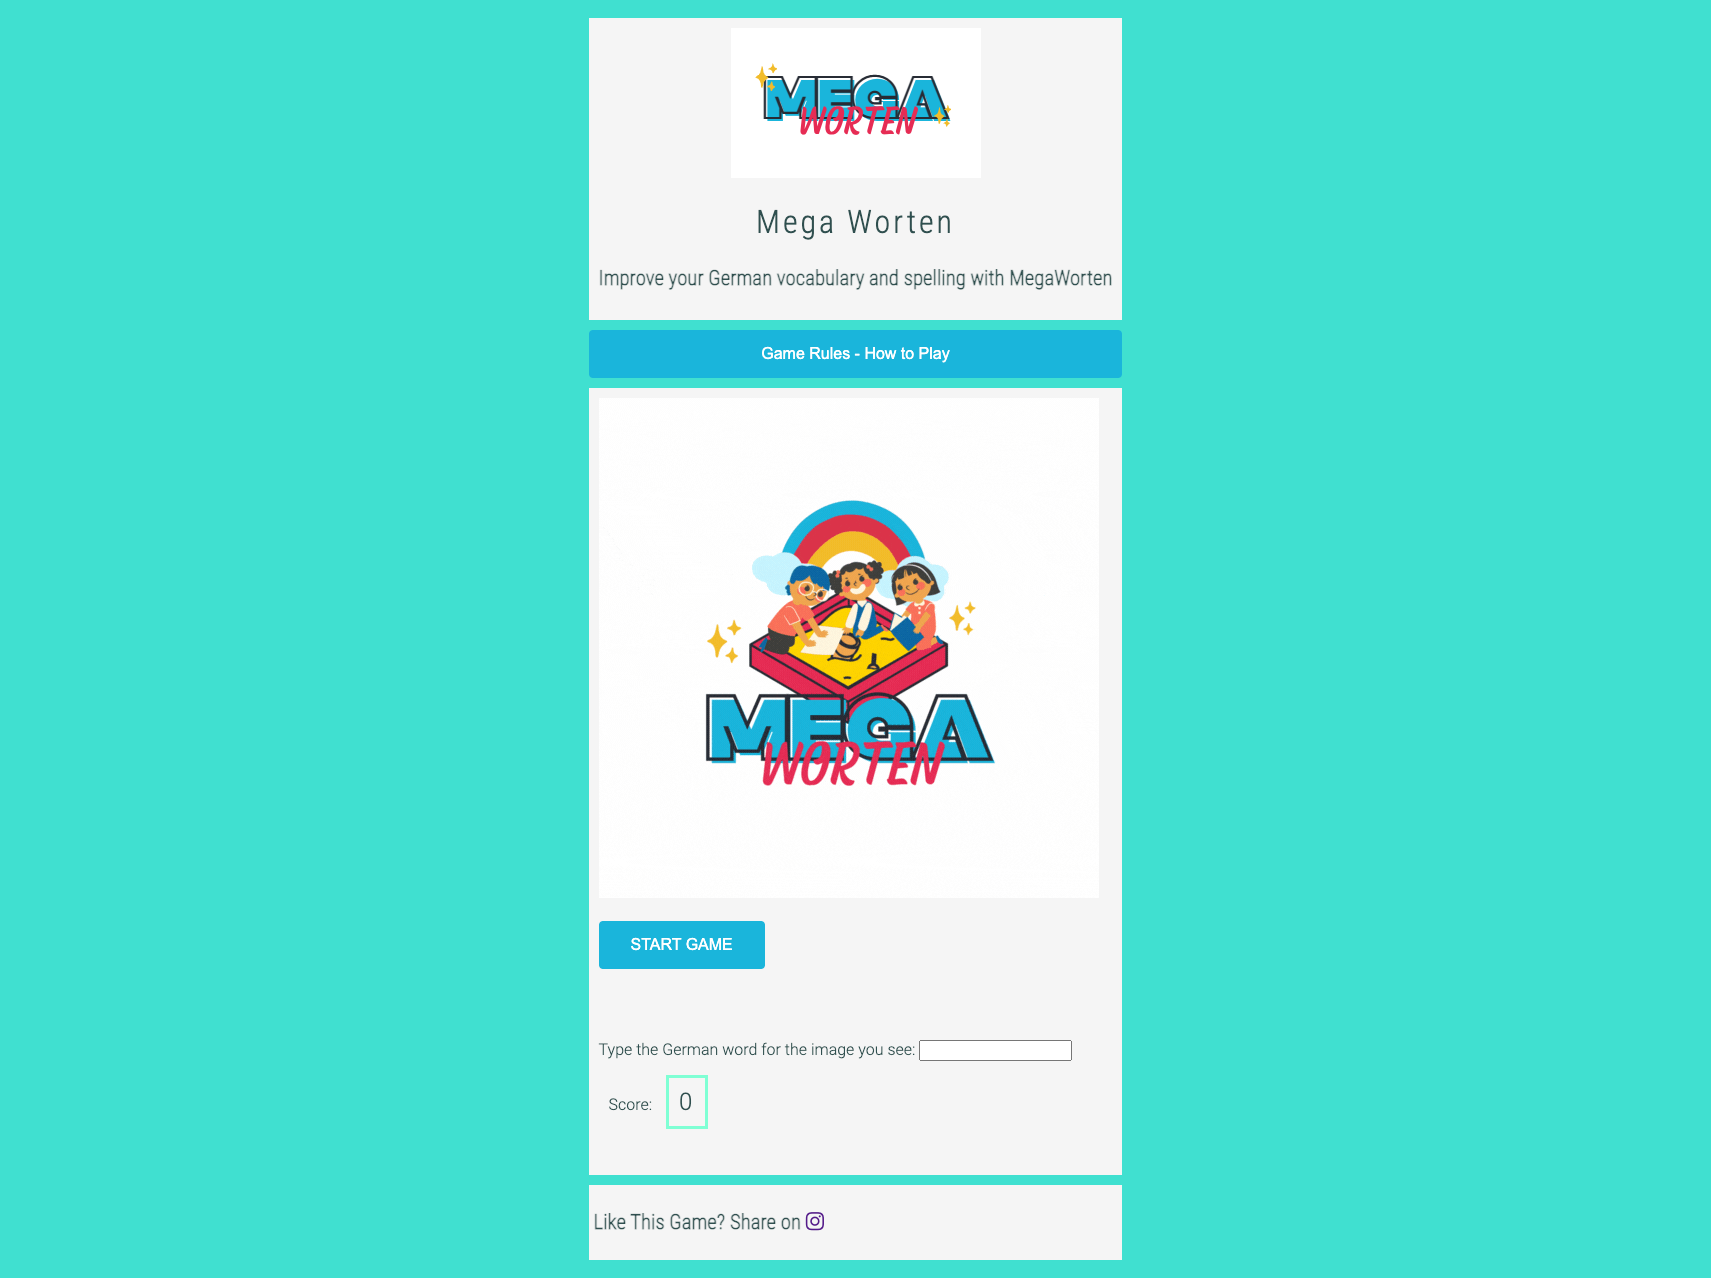 MEGA
WORTEN
Mega Worten
Improve your German vocabulary and spelling with MegaWorten
Game Rules - How to Play
MEGA
WORTEN
START GAME
Type the German word for the image you see:
Score: 0
Like This Game? Share on